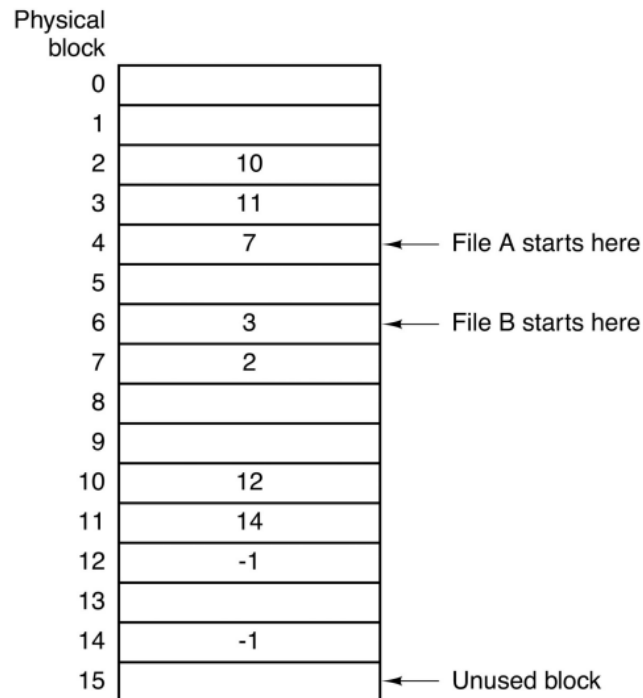 Physical
block
0
1
2 10
3 11
4 7 File A starts here
5
6 3 File B starts here
7 2
8
9
10 12
11 14
12 -1
13
14 -1
15 Unused block